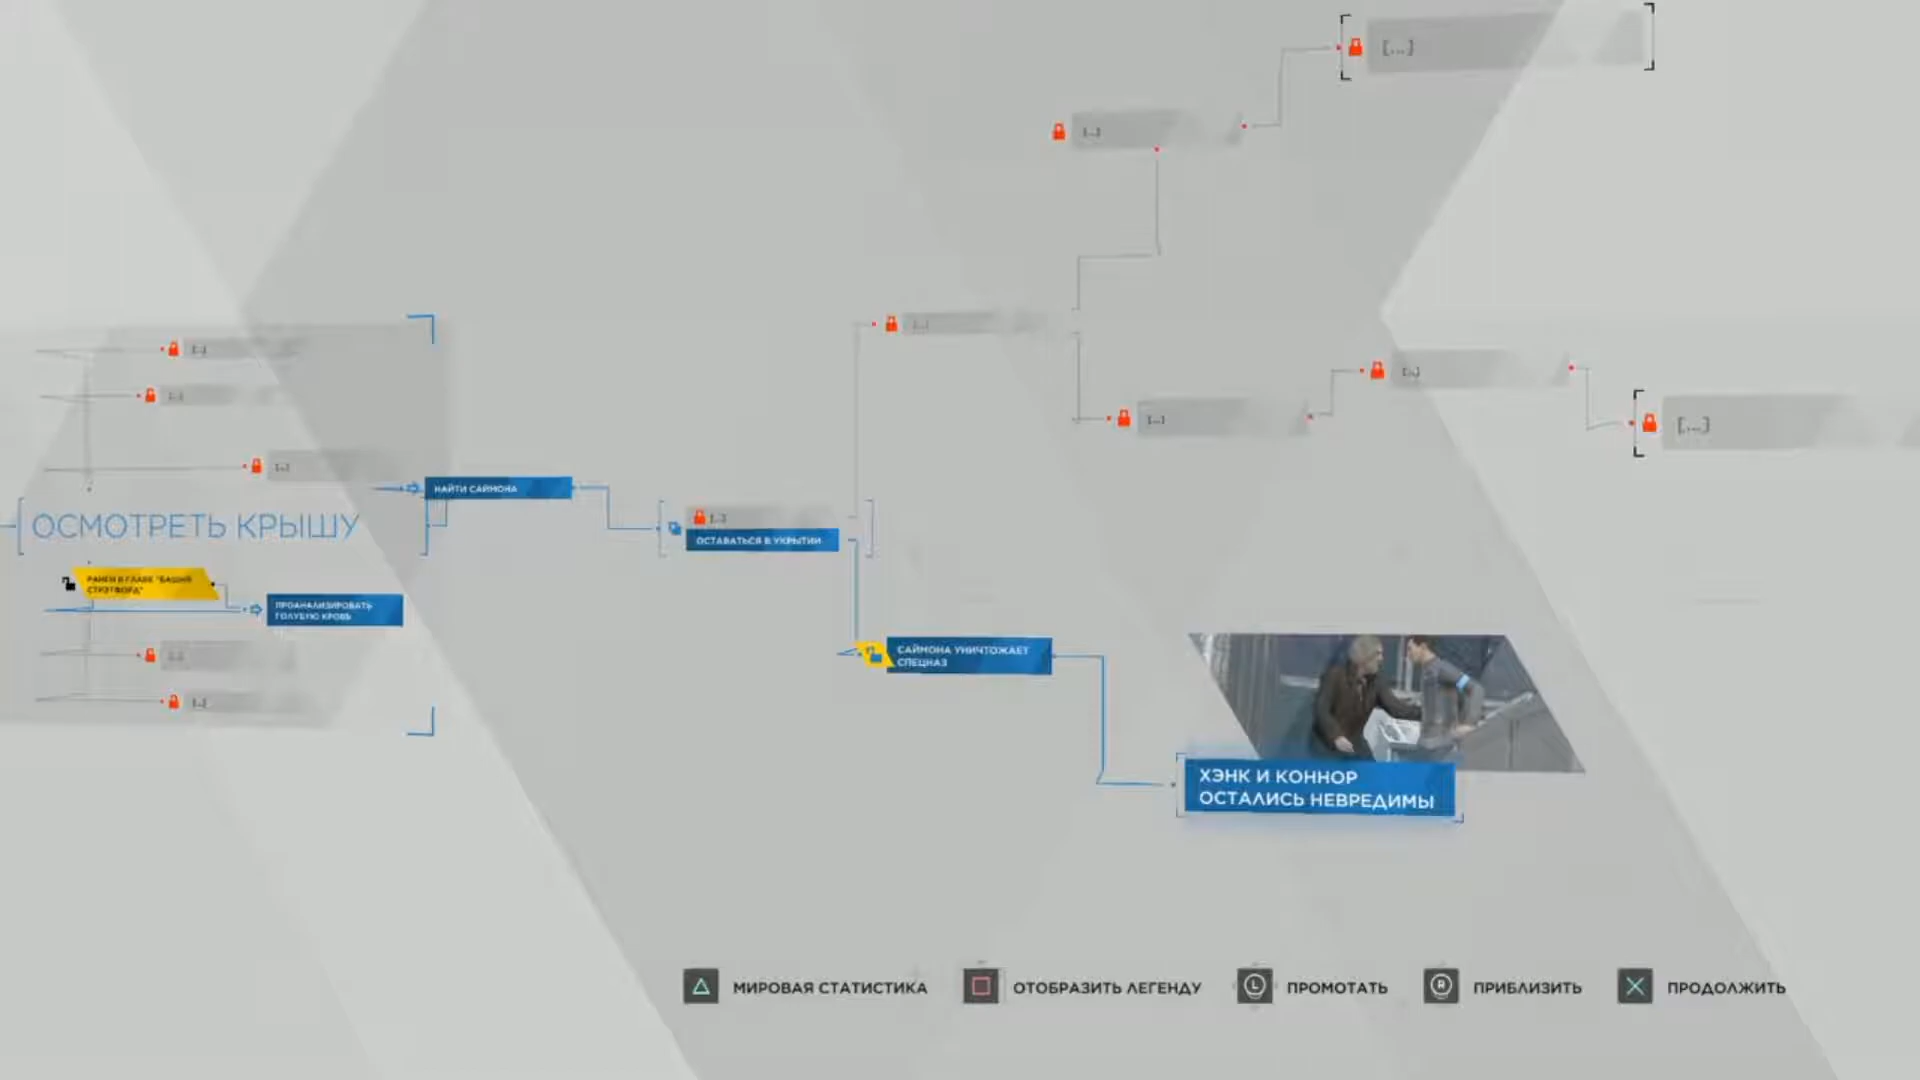 [...]
[...]
[...]
[...]
[...]
[...]
[...]
[...]
[...]
НАЙТИ САЙМОНА
[...]
ОСМОТРЕТЬ КРЫШУ
ОСТАВАТЬСЯ В УКРЫТИИ
РАНЕН В ГЛАВЕ "БАШНЯ
СТРЭТФОРД"
ПРОАНАЛИЗИРОВАТЬ
ГОЛУБУЮ КРОВЬ
[...]
[...]
САЙМОНА УНИЧТОЖАЕТ
СПЕЦНАЗ
ХЭНК И КОННОР
ОСТАЛИСЬ НЕВРЕДИМЫ
МИРОВАЯ СТАТИСТИКА
ОТОБРАЗИТЬ ЛЕГЕНДУ
L
ПРОМОТАТЬ
R
ПРИБЛИЗИТЬ
ПРОДОЛЖИТЬ